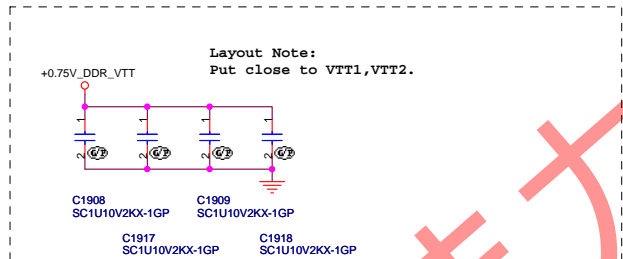 Layout Note:
Put close to VTT1,VTT2.
+0.75V_DDR_VTT
1
1
1
1
2
2
2
2
C1908
SC1U10V2KX-1GP
C1909
SC1U10V2KX-1GP
C1917
SC1U10V2KX-1GP
C1918
SC1U10V2KX-1GP